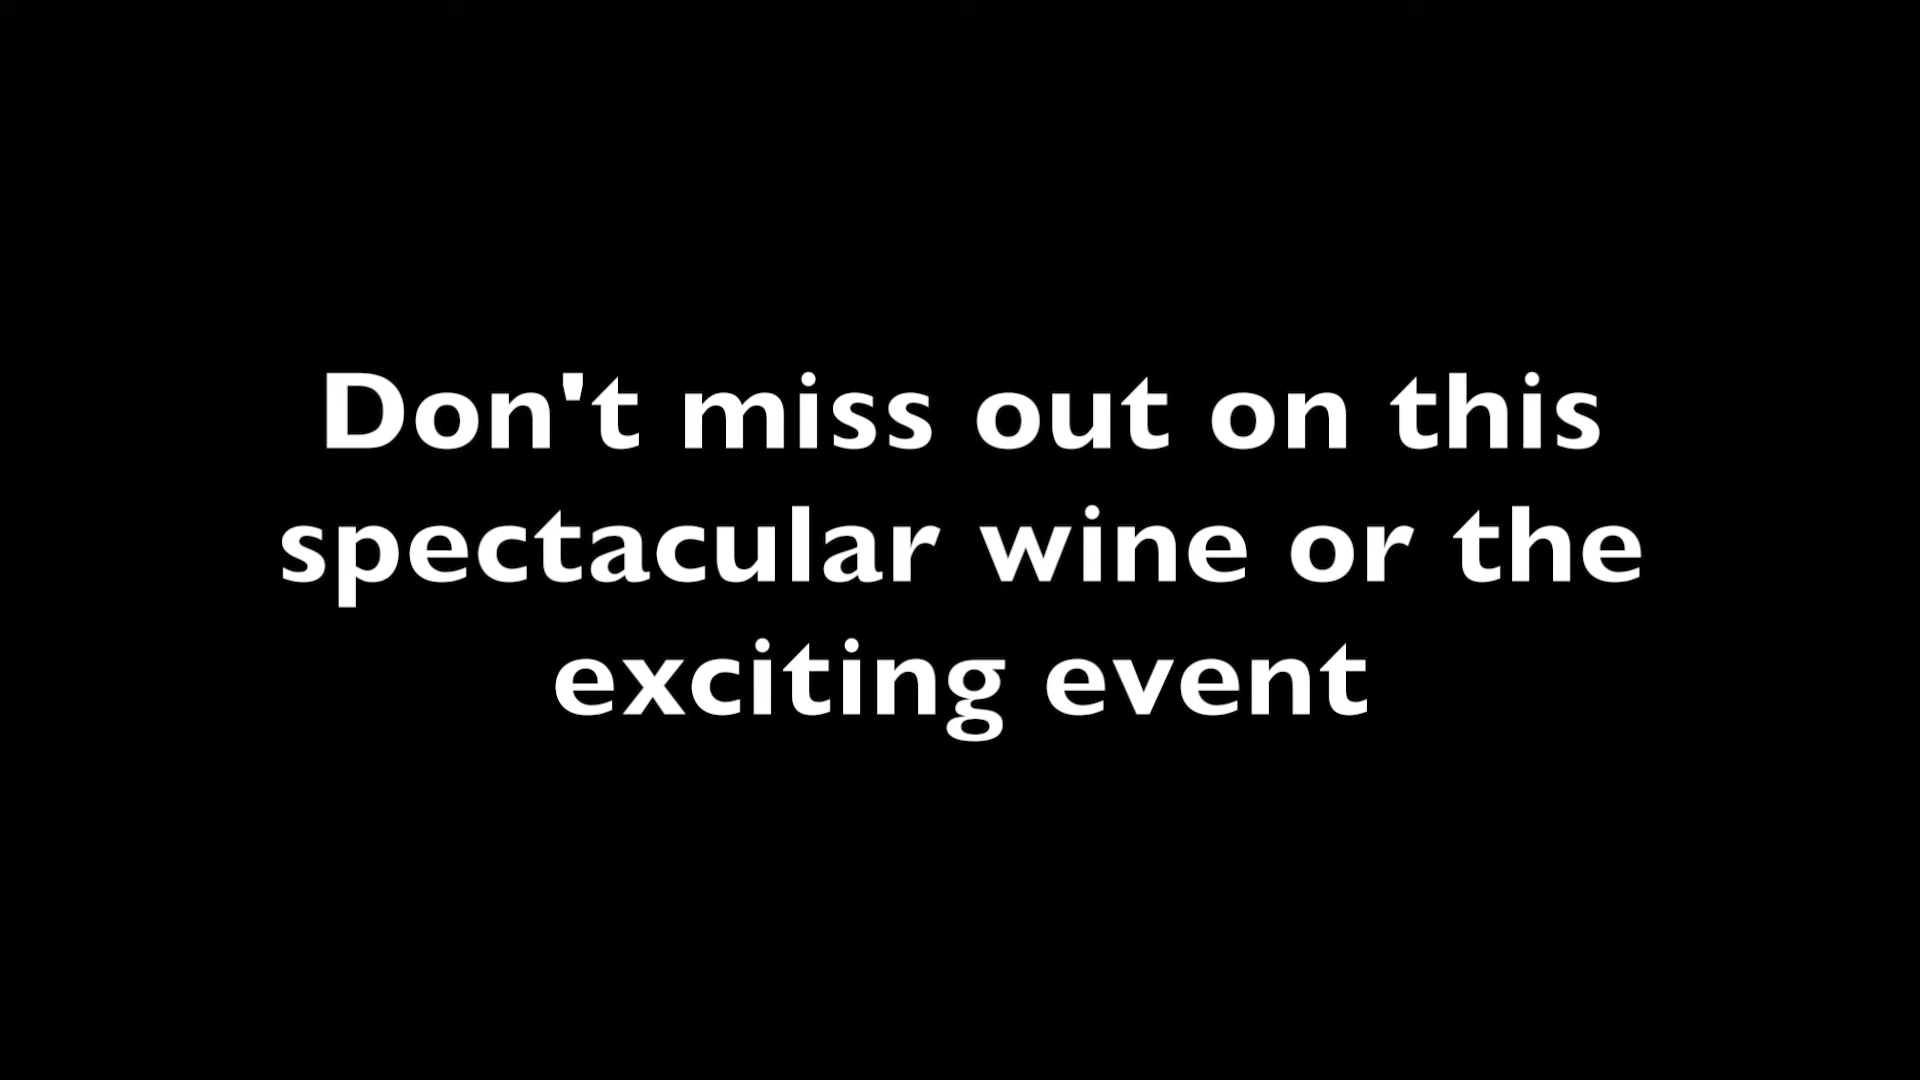 Don't miss out on this
spectacular wine or the
exciting event